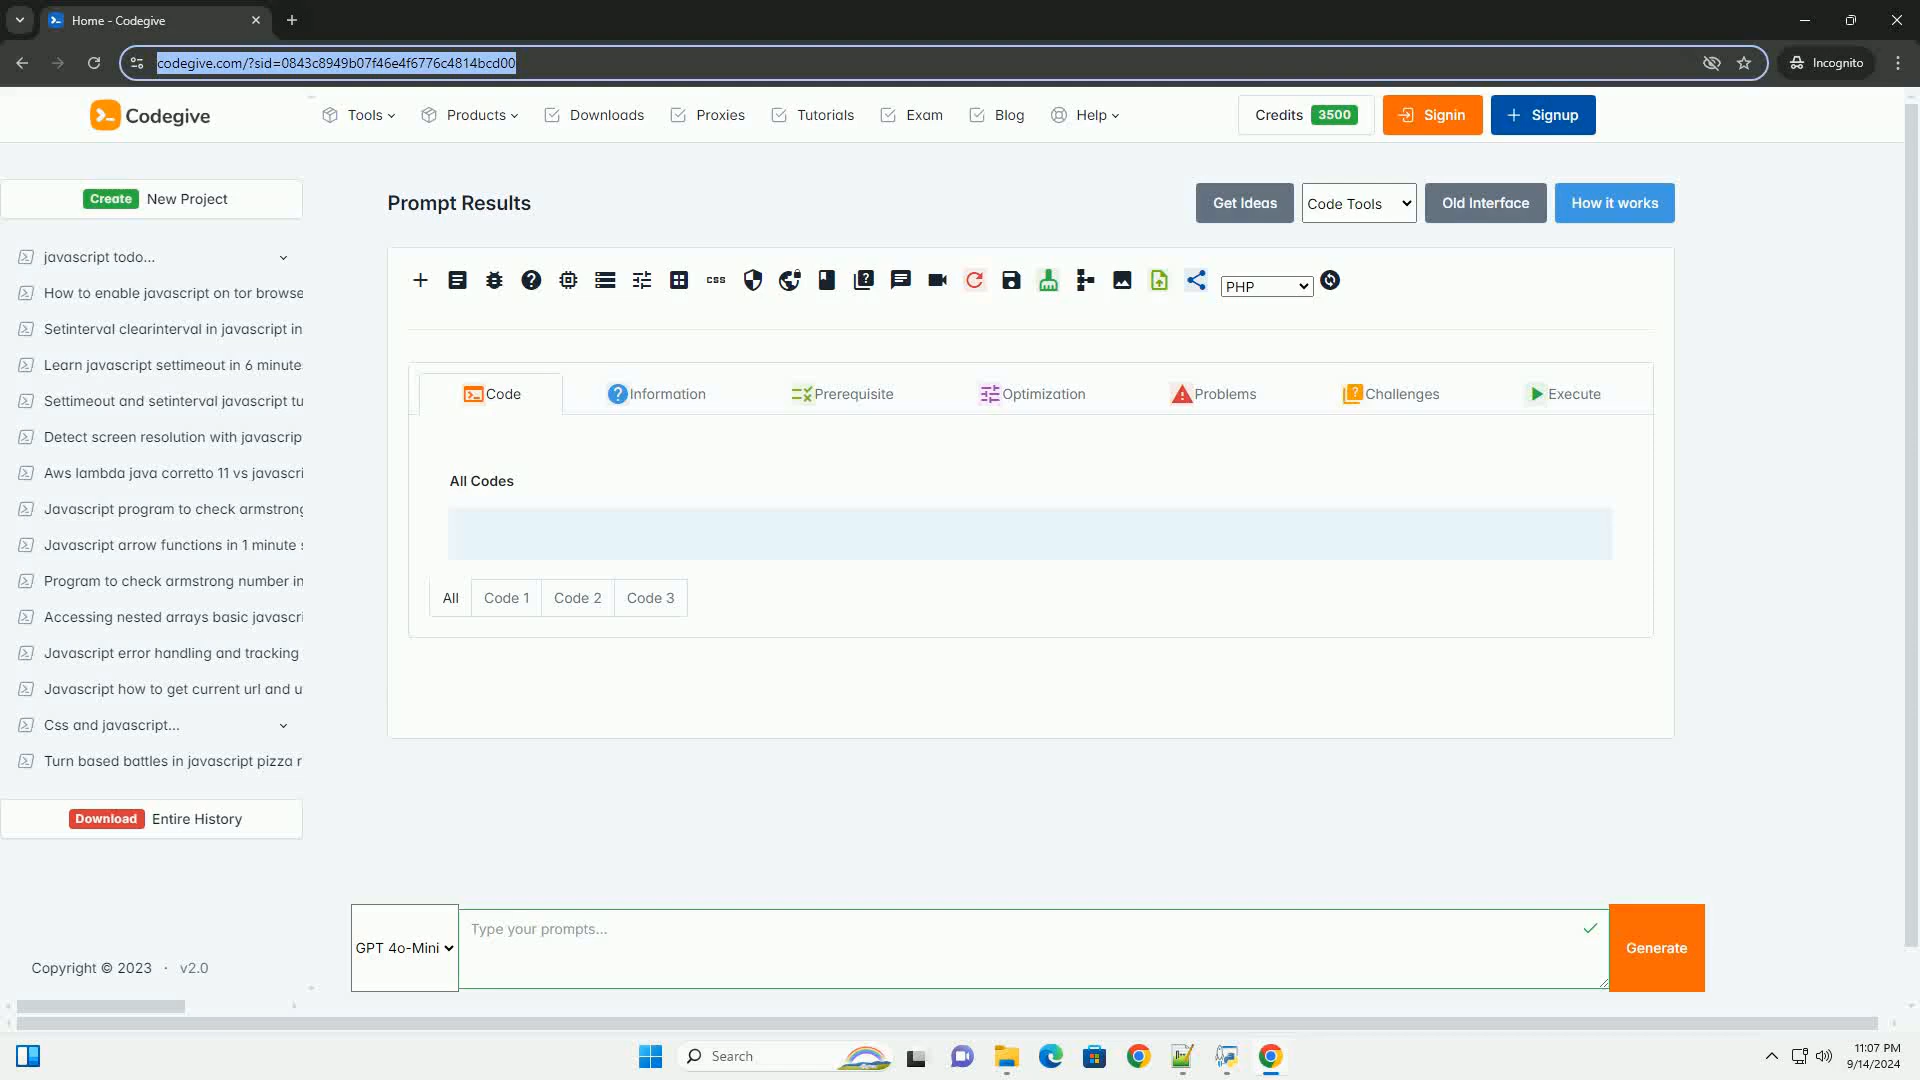 Home - Codegive
codegive.com/?sid=0843c8949b07f46e4f6776c4814bcd00
Incognito
Codegive
Tools
Products
Downloads
Proxies
Tutorials
Exam
Blog
Help
Credits 3500
Signin
Signup
Create New Project
javascript todo...
How to enable javascript on tor browse
Setinterval clearinterval in javascript in
Learn javascript settimeout in 6 minute
Settimeout and setinterval javascript tu
Detect screen resolution with javascrip
Aws lambda java corretto 11 vs javascri
Javascript program to check armstrong
Javascript arrow functions in 1 minute s
Program to check armstrong number in
Accessing nested arrays basic javascri
Javascript error handling and tracking
Javascript how to get current url and u
Css and javascript...
Turn based battles in javascript pizza r
Download Entire History
Copyright © 2023 · v2.0
Prompt Results
Get Ideas
Code Tools
Old Interface
How it works
css
PHP
Code
Information
Prerequisite
Optimization
Problems
Challenges
Execute
All Codes
All
Code 1
Code 2
Code 3
GPT 4o-Mini
Type your prompts...
Generate
Search
11:07 PM
9/14/2024